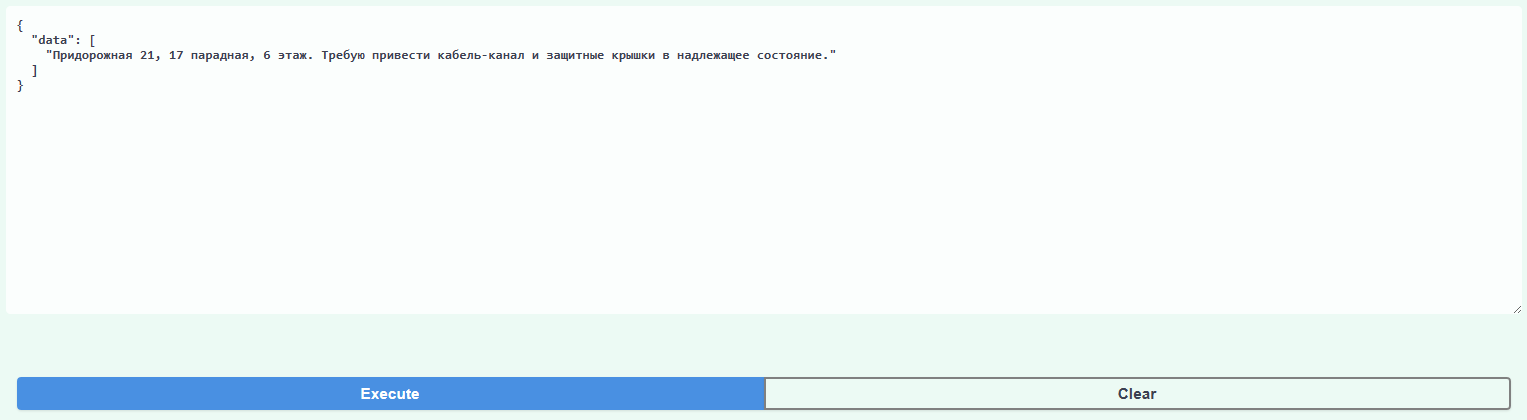 {
"data": [
"Придорожная 21, 17 парадная, 6 этаж. Требую привести кабель-канал и защитные крышки в надлежащее состояние."
]
}
Execute
Clear